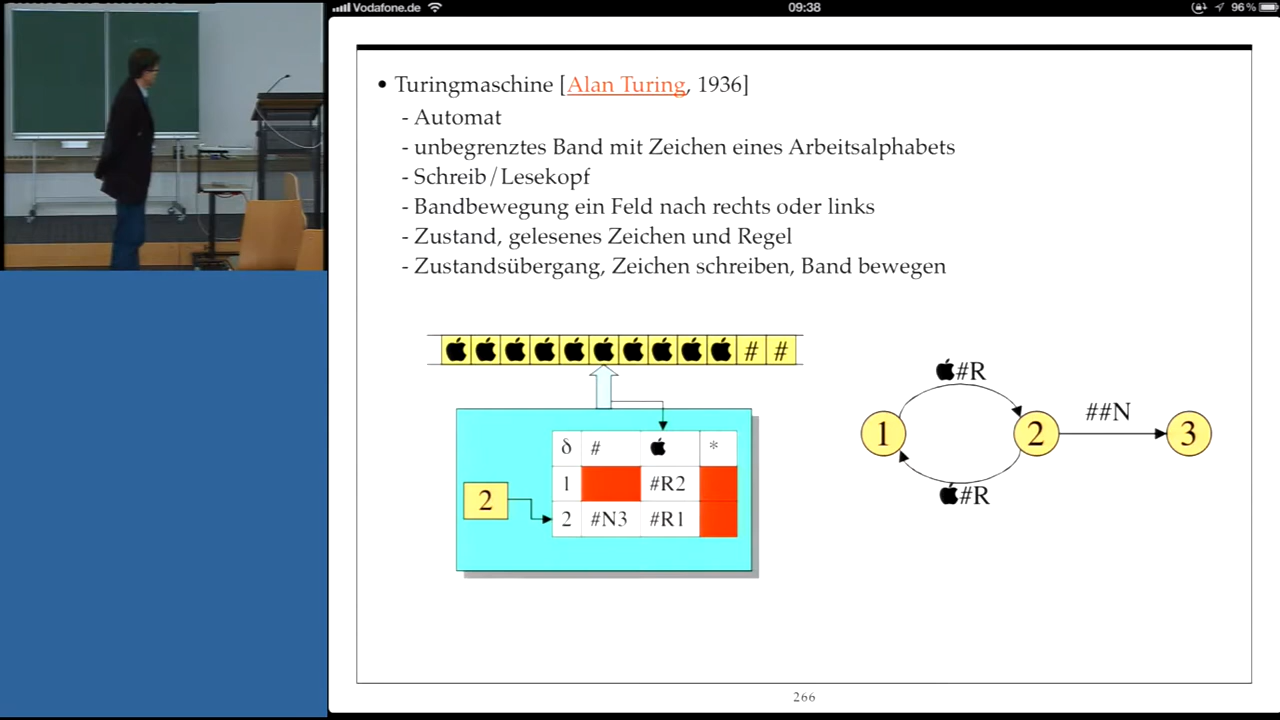 Vodafone.de
09:38
96 %
• Turingmaschine [Alan Turing, 1936]
- Automat
- unbegrenztes Band mit Zeichen eines Arbeitsalphabets
- Schreib/Lesekopf
- Bandbewegung ein Feld nach rechts oder links
- Zustand, gelesenes Zeichen und Regel
- Zustandsübergang, Zeichen schreiben, Band bewegen
# #
δ # *
1 #R2
2 #N3 #R1
2
#R
##N
1 2 3
#R
266